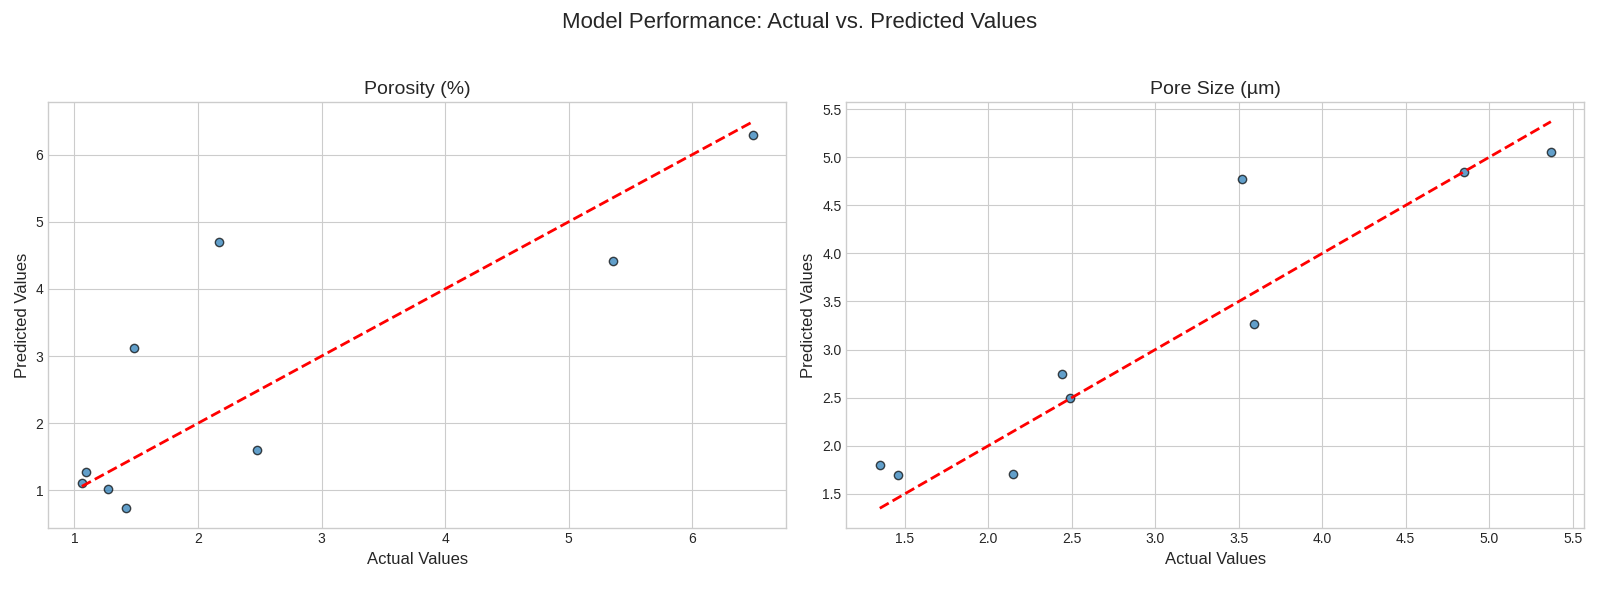 Model Performance: Actual vs. Predicted Values
Porosity (%)
Predicted Values
6
5
4
3
2
1
1 2 3 4 5 6
Actual Values
Pore Size (µm)
Predicted Values
5.5
5.0
4.5
4.0
3.5
3.0
2.5
2.0
1.5
1.5 2.0 2.5 3.0 3.5 4.0 4.5 5.0 5.5
Actual Values